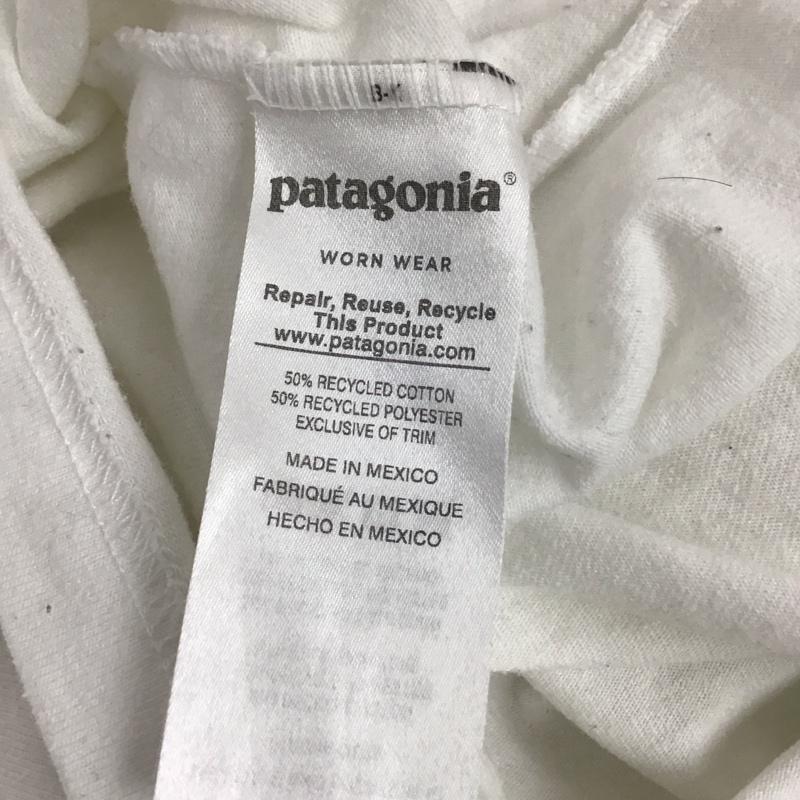 patagonia®
WORN WEAR
Repair, Reuse, Recycle
This Product
www.patagonia.com
50% RECYCLED COTTON
50% RECYCLED POLYESTER
EXCLUSIVE OF TRIM
MADE IN MEXICO
FABRIQUÉ AU MEXIQUE
HECHO EN MEXICO